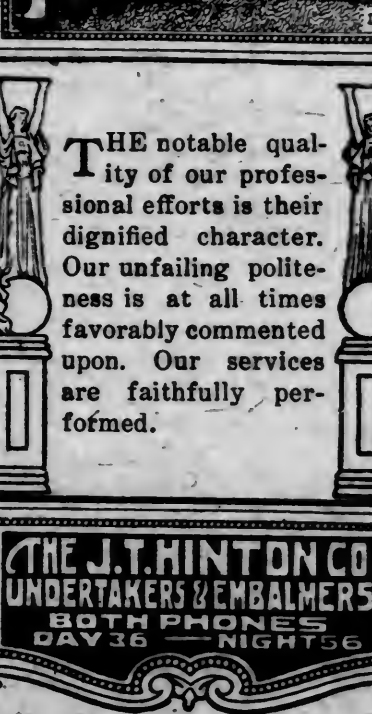 THE notable qual-
ity of our profes-
sional efforts is their
dignified character.
Our unfailing polite-
ness is at all times
favorably commented
upon. Our services
are faithfully per-
formed.
THE J.T. HINTON CO
UNDERTAKERS & EMBALMERS
BOTH PHONES
DAY 36 — NIGHT 56